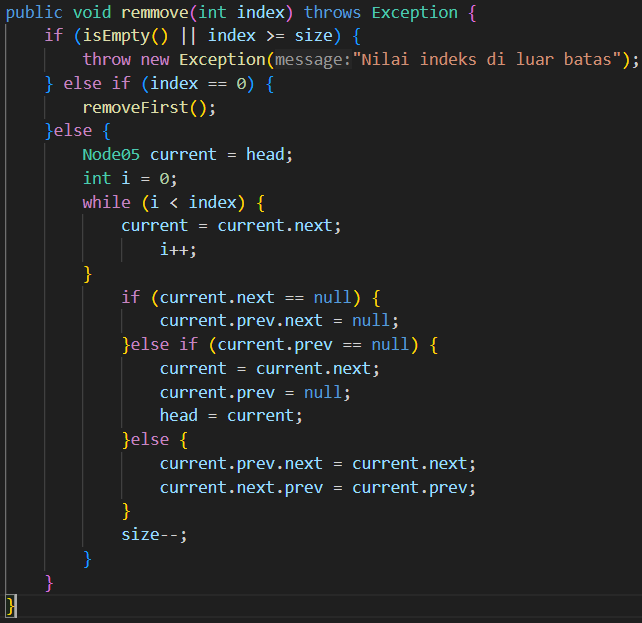 public void remmove(int index) throws Exception {
    if (isEmpty() || index >= size) {
        throw new Exception(message:"Nilai indeks di luar batas");
    } else if (index == 0) {
        removeFirst();
    }else {
        Node05 current = head;
        int i = 0;
        while (i < index) {
            current = current.next;
                i++;
        }
            if (current.next == null) {
                current.prev.next = null;
            }else if (current.prev == null) {
                current = current.next;
                current.prev = null;
                head = current;
            }else {
                current.prev.next = current.next;
                current.next.prev = current.prev;
            }
            size--;
        }
    }
}